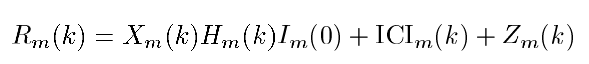 R_m(k) = X_m(k)H_m(k)I_m(0) + ICI_m(k) + Z_m(k)